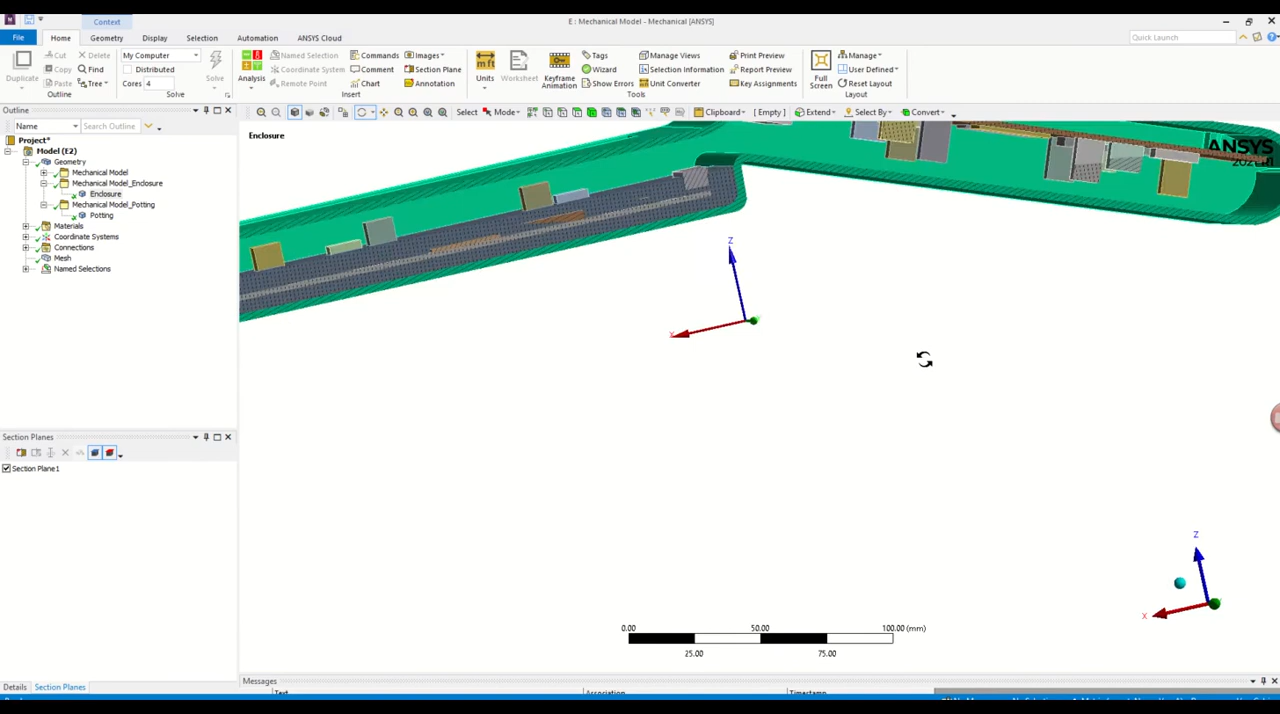 Context
E : Mechanical Model - Mechanical [ANSYS]
File Home Geometry Display Selection Automation ANSYS Cloud Quick Launch
Duplicate Cut Delete My Computer Solve Analysis Named Selection Commands Images Units Worksheet Keyframe Animation Tags Manage Views Print Preview Full Screen Manage
Copy Find Distributed Coordinate System Comment Section Plane Wizard Selection Information Report Preview User Defined
Paste Tree Cores 4 Remote Point Chart Annotation Show Errors Unit Converter Key Assignments Reset Layout
Outline Solve Insert Tools Layout
Outline
Select Mode Clipboard [ Empty ] Extend Select By Convert
Name Search Outline
Enclosure
Project*
Model (E2)
Geometry
Mechanical Model
Mechanical Model_Enclosure
Enclosure
Mechanical Model_Potting
Potting
Materials
Coordinate Systems
Connections
Mesh
Named Selections
ANSYS
Z
X
Section Planes
Section Plane1
Z
X
0.00 50.00 100.00 (mm)
25.00 75.00
Details Section Planes
Messages
Text Association Timestamp